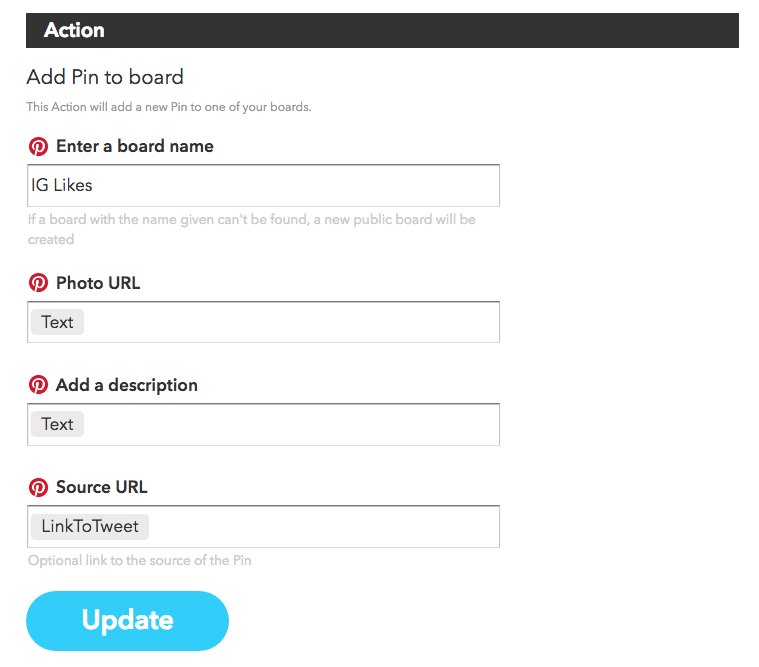 Action
Add Pin to board
This Action will add a new Pin to one of your boards.
Enter a board name
IG Likes
If a board with the name given can't be found, a new public board will be
created
Photo URL
Text
Add a description
Text
Source URL
LinkToTweet
Optional link to the source of the Pin
Update